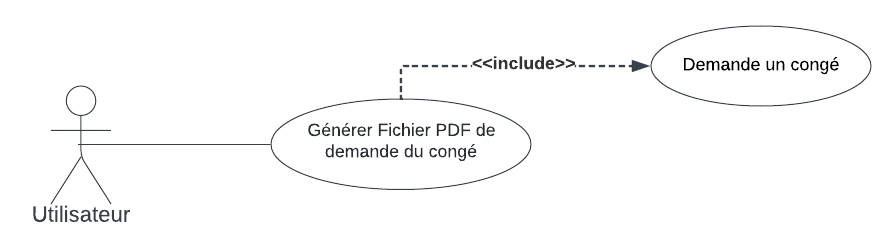 <<include>>
Demande un congé
Générer Fichier PDF de
demande du congé
Utilisateur